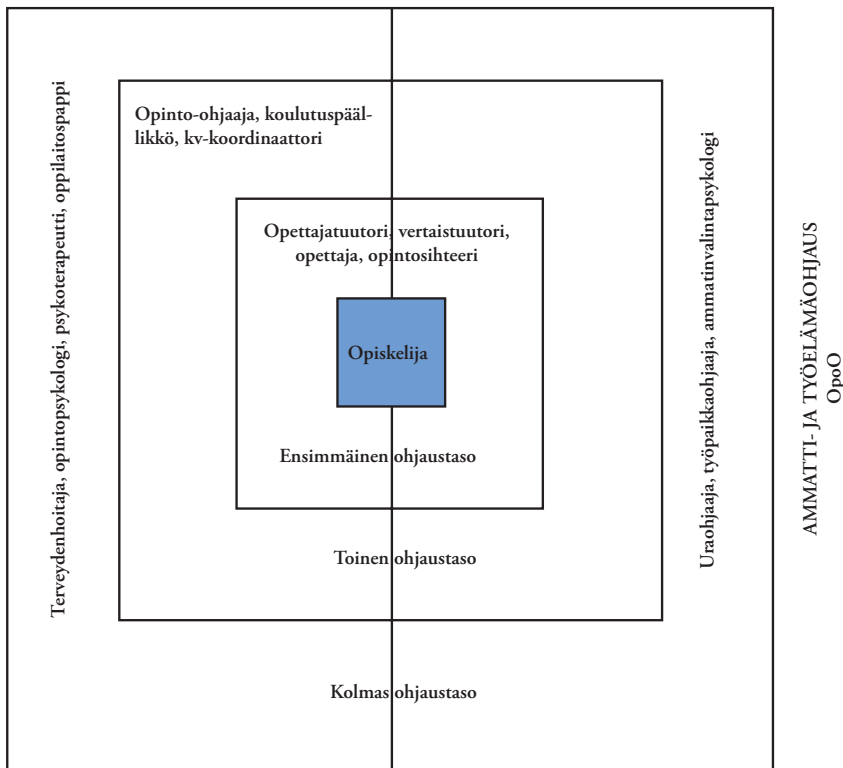 Terveydenhoitaja, opintopsykologi, psykoterapeutti, oppilaitospappi
Opinto-ohjaaja, koulutuspääl-
likkö, kv-koordinaattori
Opettajatuutori, vertaistuutori,
opettaja, opintosihteeri
Opiskelija
Ensimmäinen ohjaustaso
Toinen ohjaustaso
Kolmas ohjaustaso
Uraohjaaja, työpaikkaohjaaja, ammatinvalintapsykologi
AMMATTI- JA TYÖELÄMÄOHJAUS
OpoO